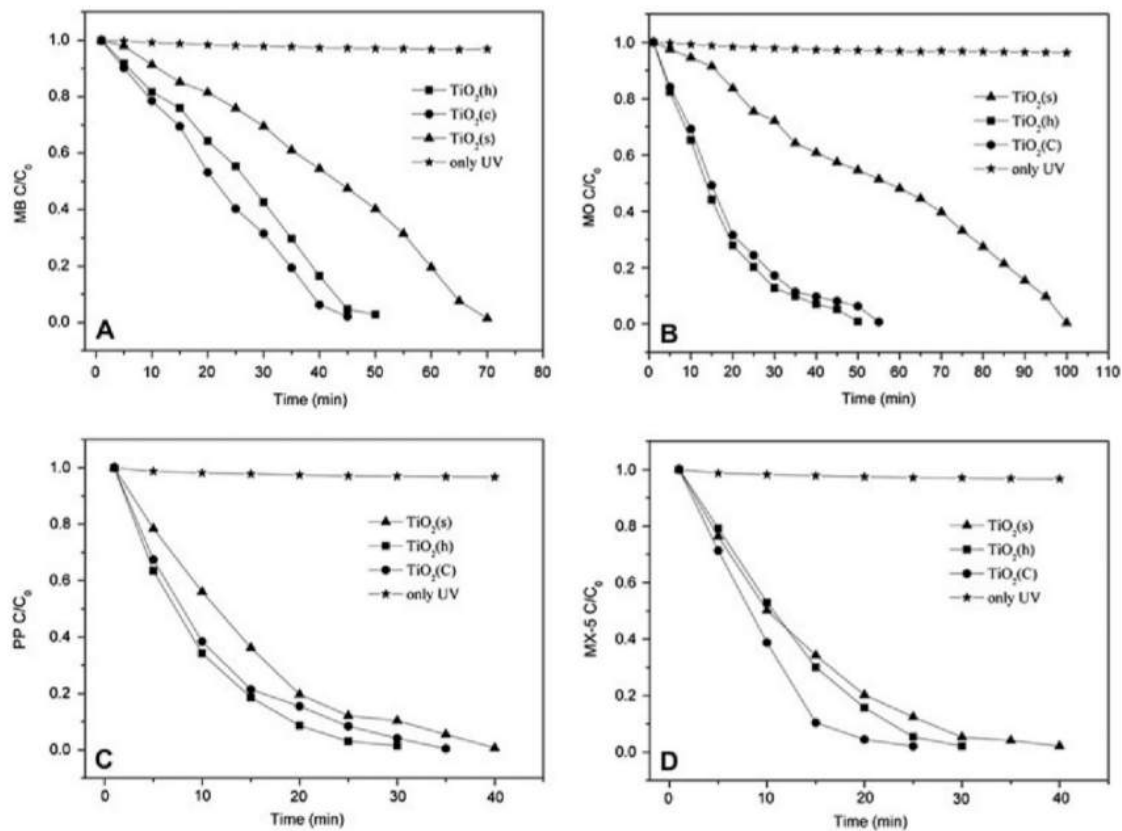 1.0
0.8
0.6
0.4
0.2
0.0
MB C/C₀
TiO₂(h)
TiO₂(c)
TiO₂(s)
only UV
A
0 10 20 30 40 50 60 70 80
Time (min)
1.0
0.8
0.6
0.4
0.2
0.0
MO C/C₀
TiO₂(s)
TiO₂(h)
TiO₂(C)
only UV
B
0 10 20 30 40 50 60 70 80 90 100 110
Time (min)
1.0
0.8
0.6
0.4
0.2
0.0
PP C/C₀
TiO₂(s)
TiO₂(h)
TiO₂(C)
only UV
C
0 10 20 30 40
Time (min)
1.0
0.8
0.6
0.4
0.2
0.0
MX-5 C/C₀
TiO₂(s)
TiO₂(h)
TiO₂(C)
only UV
D
0 10 20 30 40
Time (min)